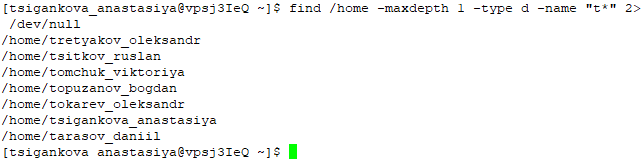 [tsigankova_anastasiya@vpsj3IeQ ~]$ find /home -maxdepth 1 -type d -name "t*" 2>
 /dev/null
/home/tretyakov_oleksandr
/home/tsitkov_ruslan
/home/tomchuk_viktoriya
/home/topuzanov_bogdan
/home/tokarev_oleksandr
/home/tsigankova_anastasiya
/home/tarasov_daniil
[tsigankova_anastasiya@vpsj3IeQ ~]$